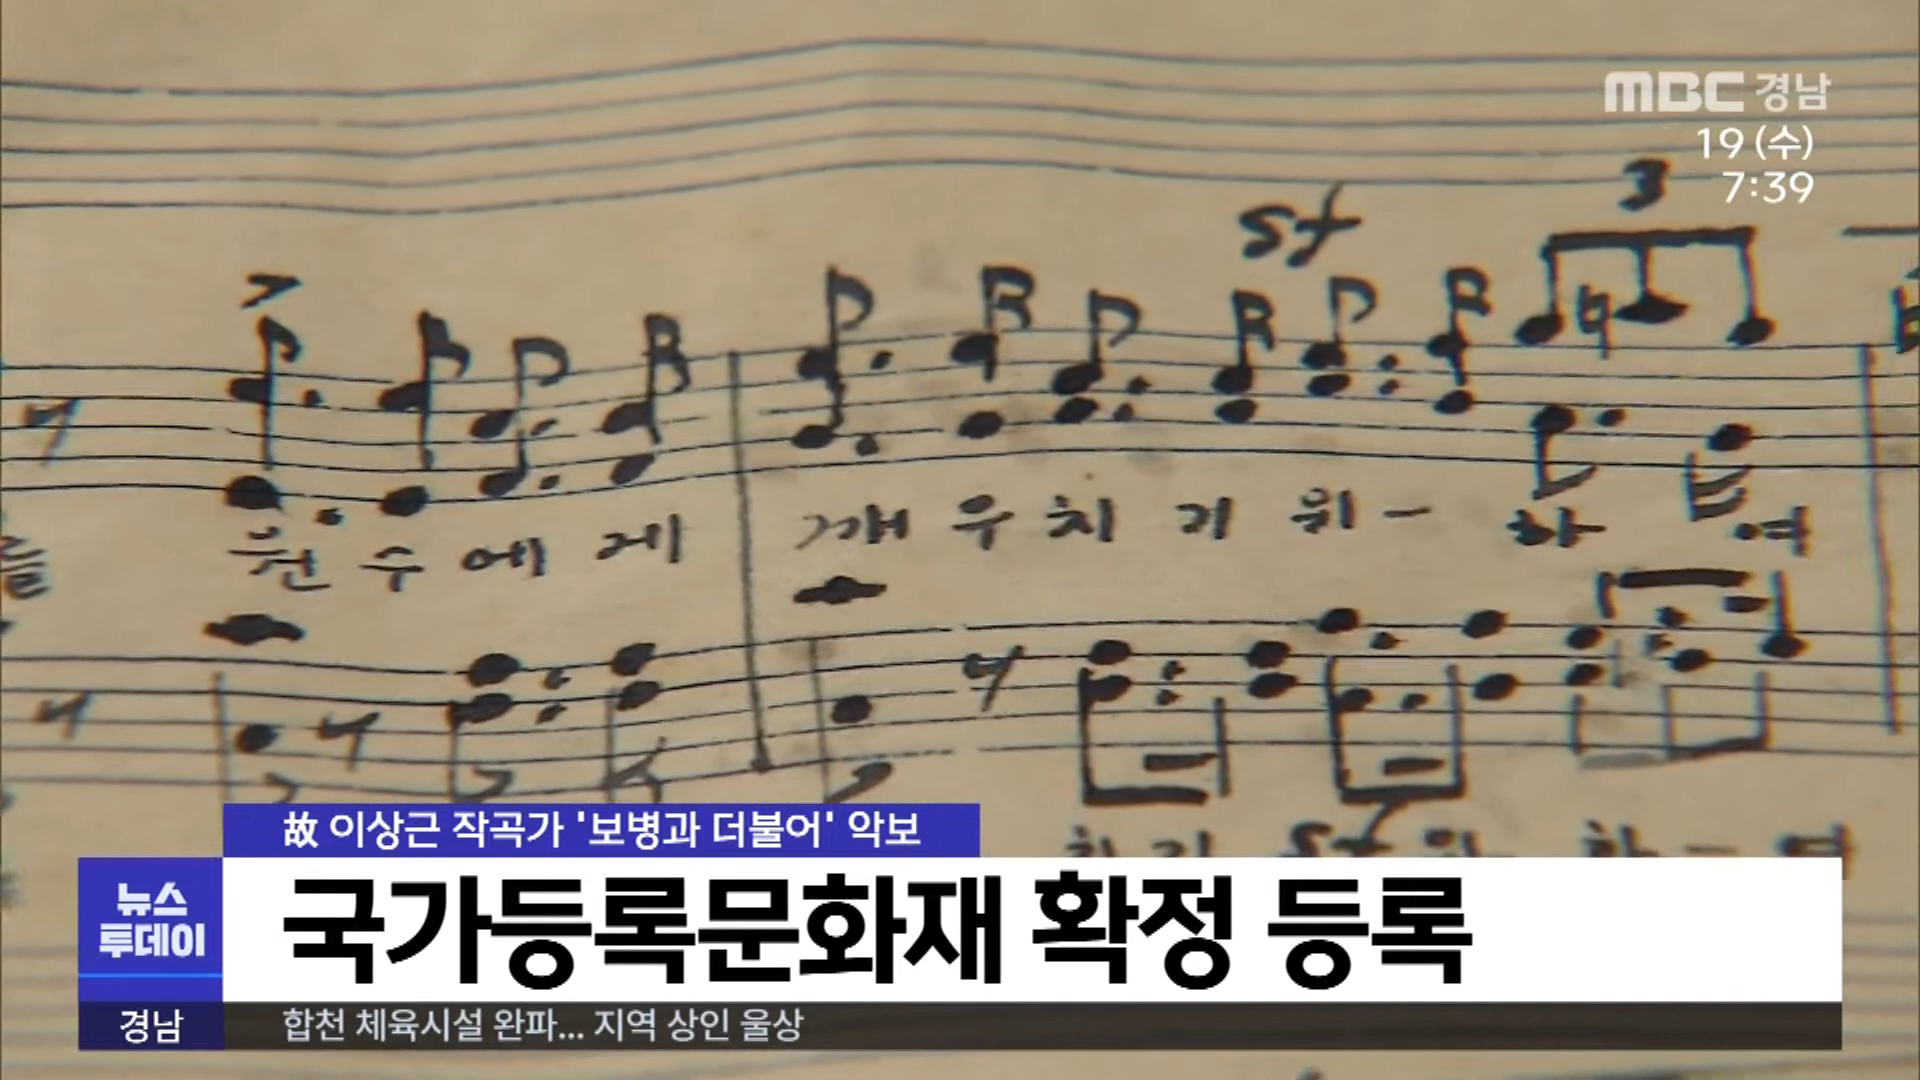 MBC 경남
19 (수)
7:39
3
sf
를 원수에게 깨우치기 위- 하여
故 이상근 작곡가 '보병과 더불어' 악보
뉴스
투데이
국가등록문화재 확정 등록
경남
합천 체육시설 완파... 지역 상인 울상